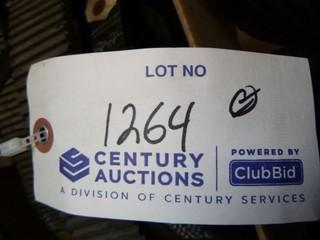 LOT NO
1264
CENTURY AUCTIONS
POWERED BY
ClubBid
A DIVISION OF CENTURY SERVICES